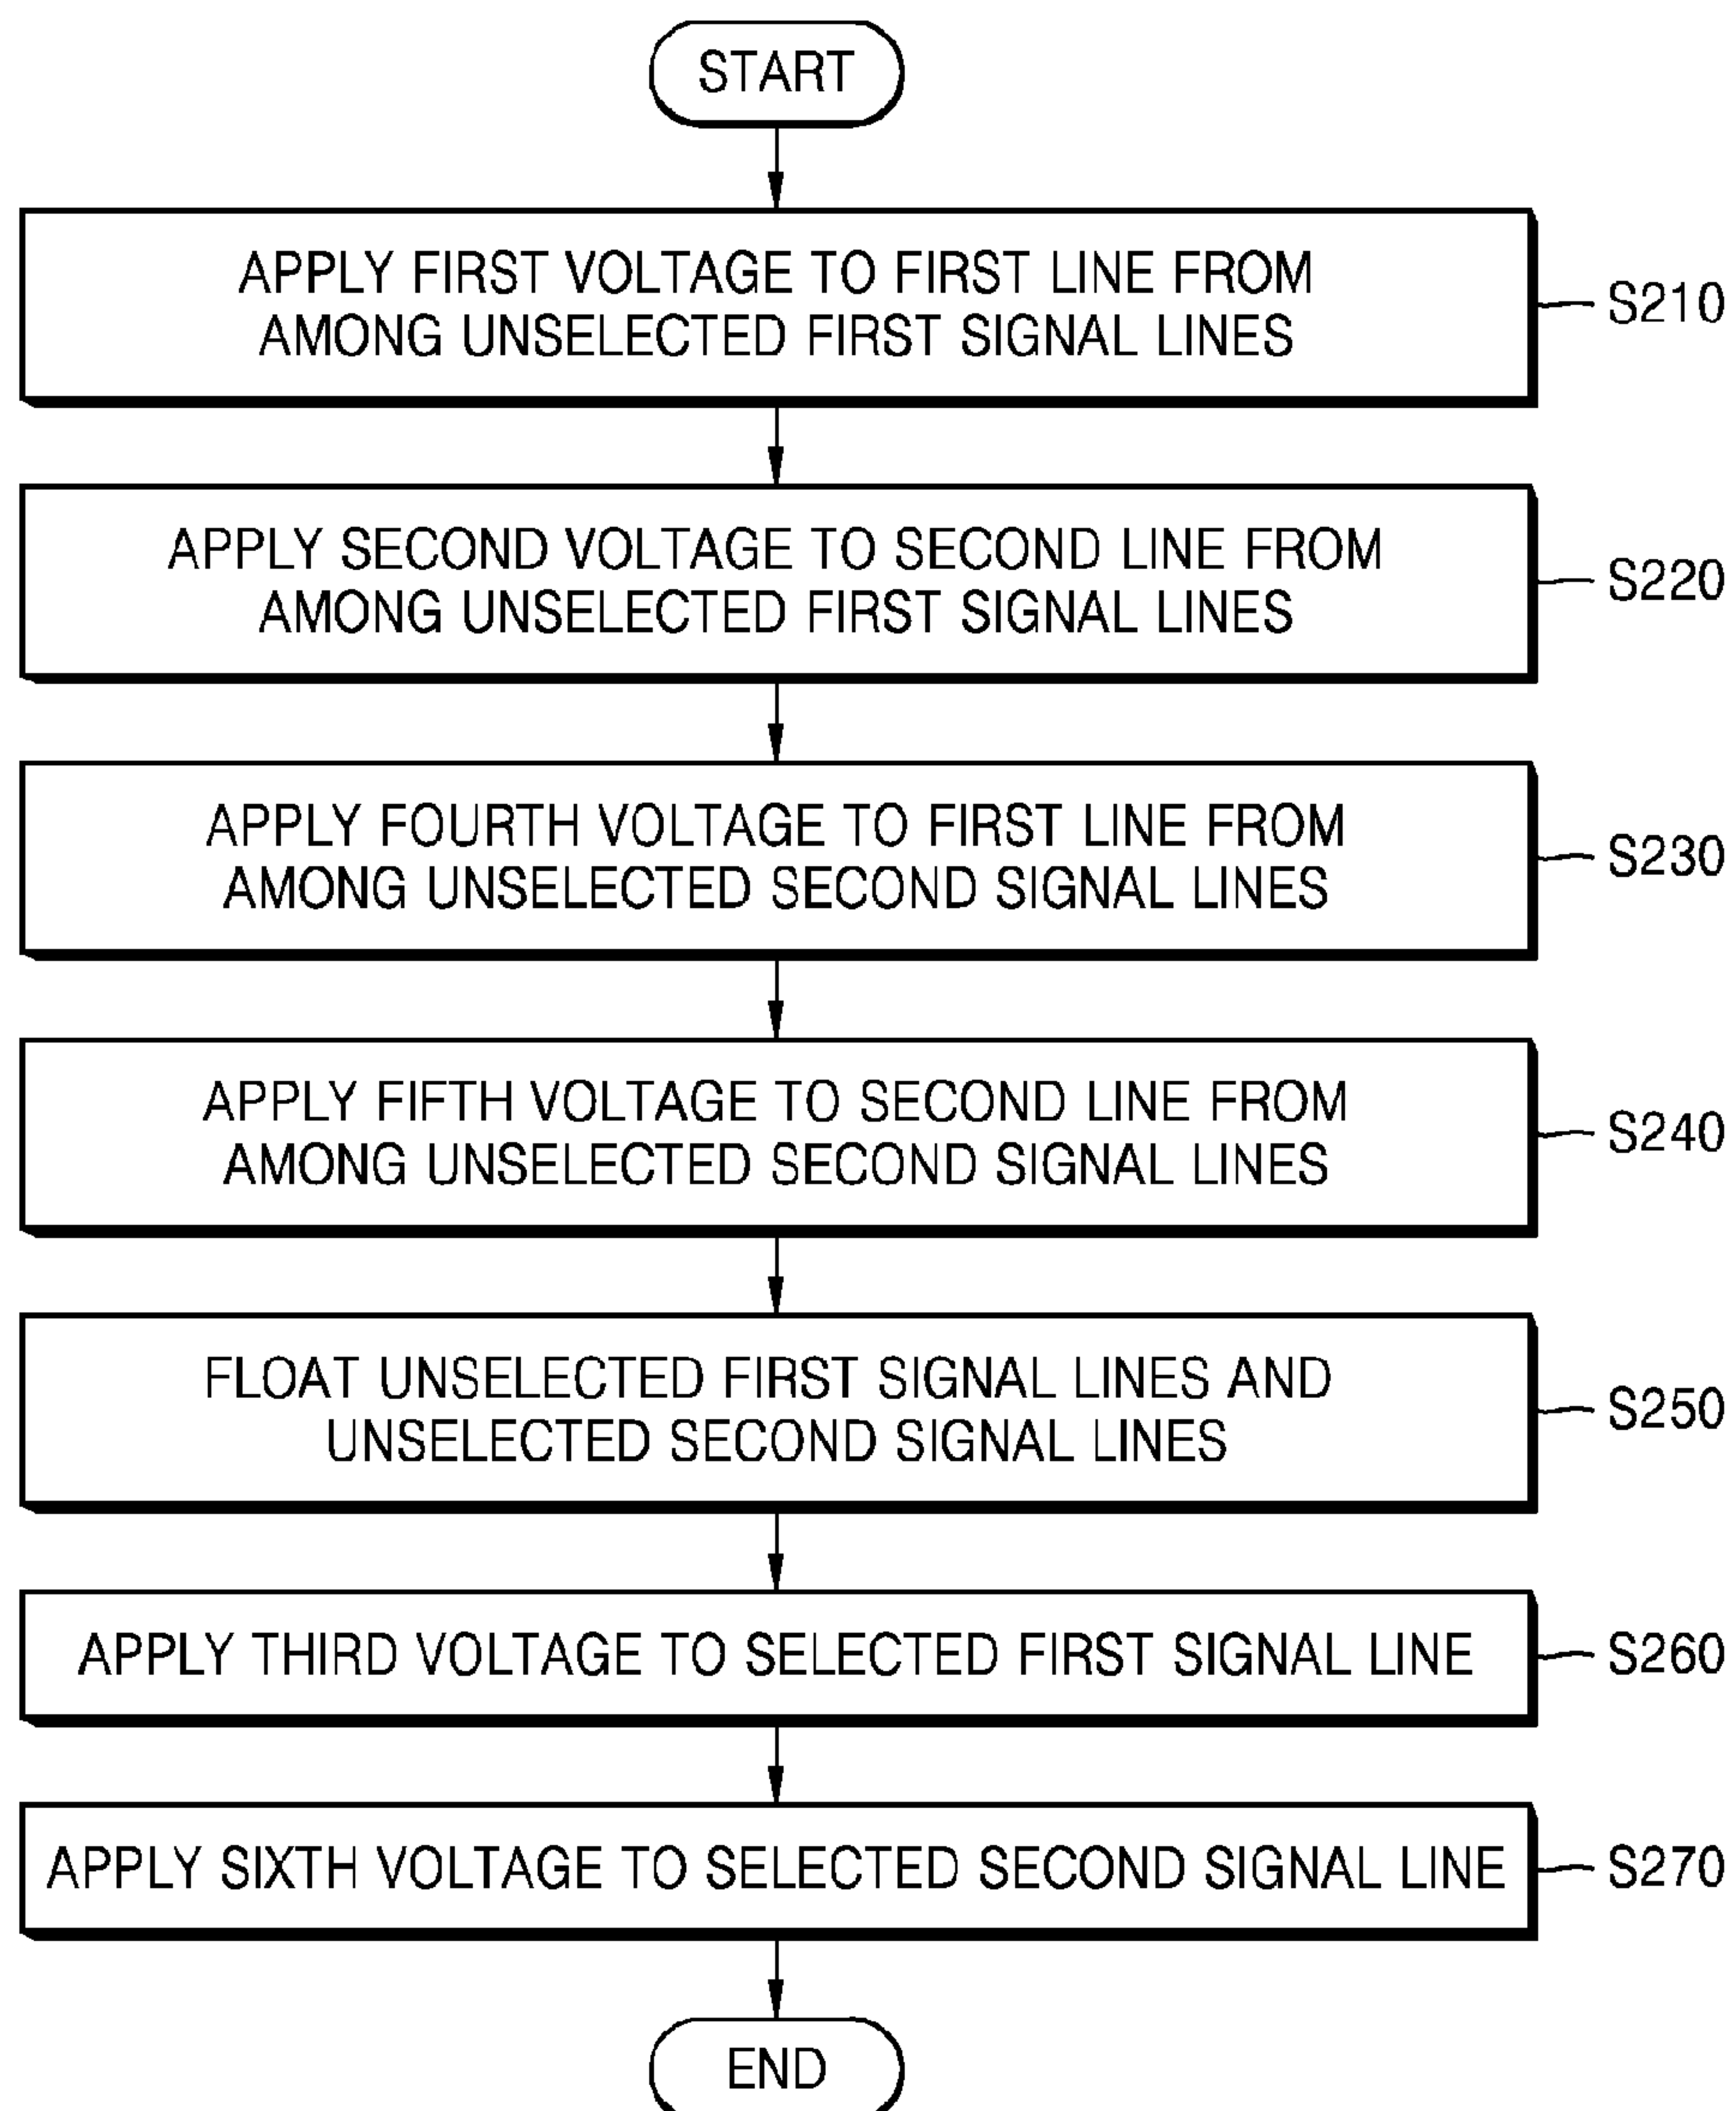 START
APPLY FIRST VOLTAGE TO FIRST LINE FROM
AMONG UNSELECTED FIRST SIGNAL LINES
S210
APPLY SECOND VOLTAGE TO SECOND LINE FROM
AMONG UNSELECTED FIRST SIGNAL LINES
S220
APPLY FOURTH VOLTAGE TO FIRST LINE FROM
AMONG UNSELECTED SECOND SIGNAL LINES
S230
APPLY FIFTH VOLTAGE TO SECOND LINE FROM
AMONG UNSELECTED SECOND SIGNAL LINES
S240
FLOAT UNSELECTED FIRST SIGNAL LINES AND
UNSELECTED SECOND SIGNAL LINES
S250
APPLY THIRD VOLTAGE TO SELECTED FIRST SIGNAL LINE
S260
APPLY SIXTH VOLTAGE TO SELECTED SECOND SIGNAL LINE
S270
END